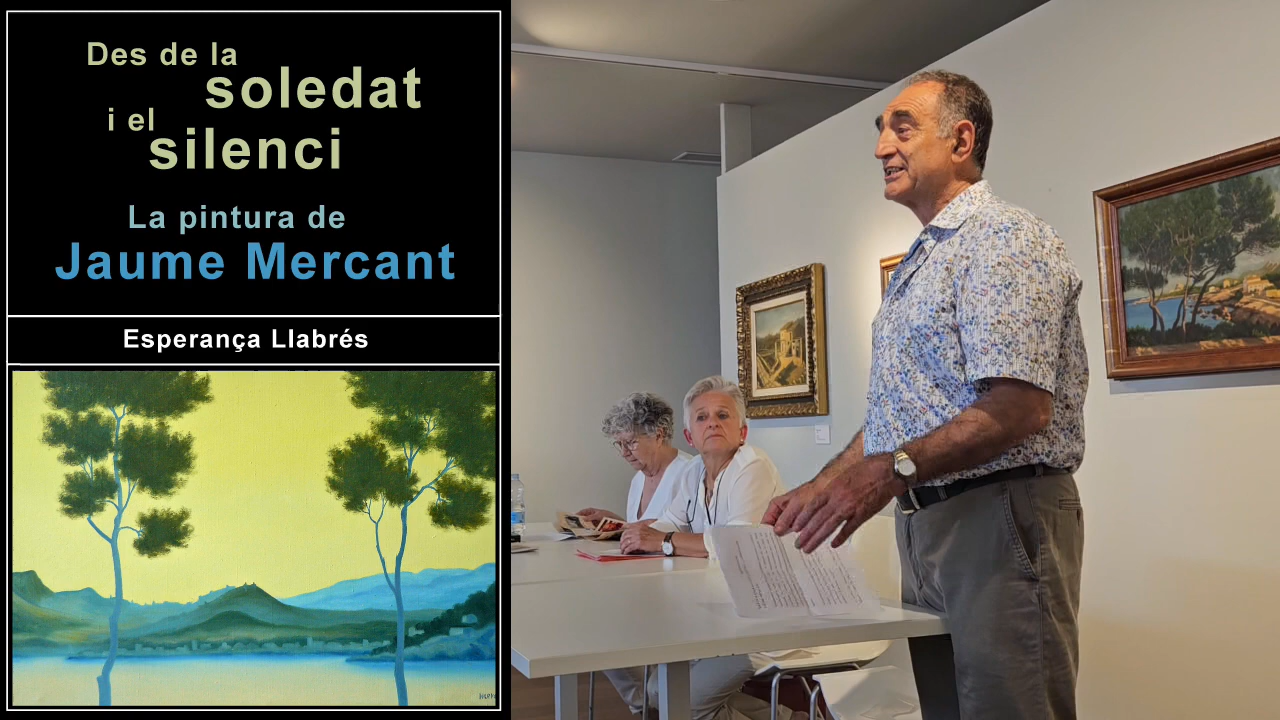 Des de la
soledat
i el
silenci
La pintura de
Jaume Mercant
Esperança Llabrés